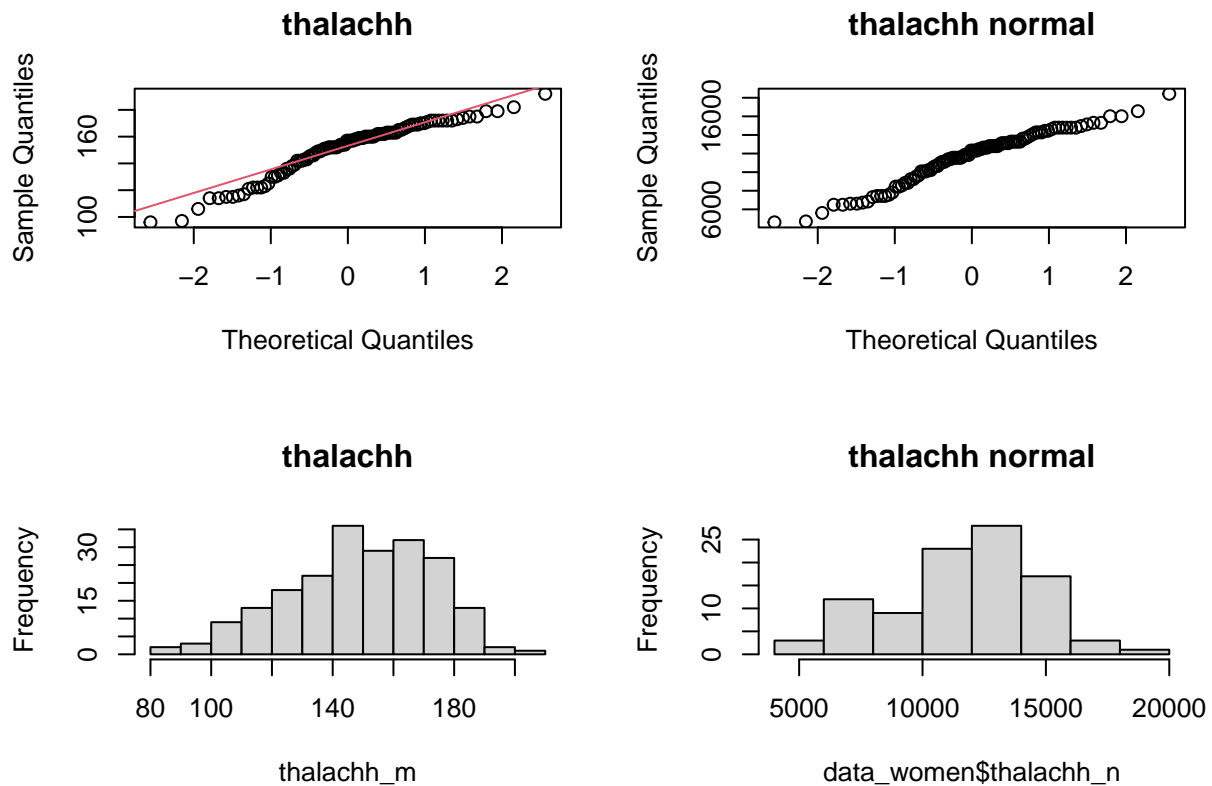 thalachh
Sample Quantiles
100 160
−2 −1 0 1 2
Theoretical Quantiles
thalachh normal
Sample Quantiles
6000 16000
−2 −1 0 1 2
Theoretical Quantiles
thalachh
Frequency
0 15 30
80 100 140 180
thalachh_m
thalachh normal
Frequency
0 10 25
5000 10000 15000 20000
data_women$thalachh_n